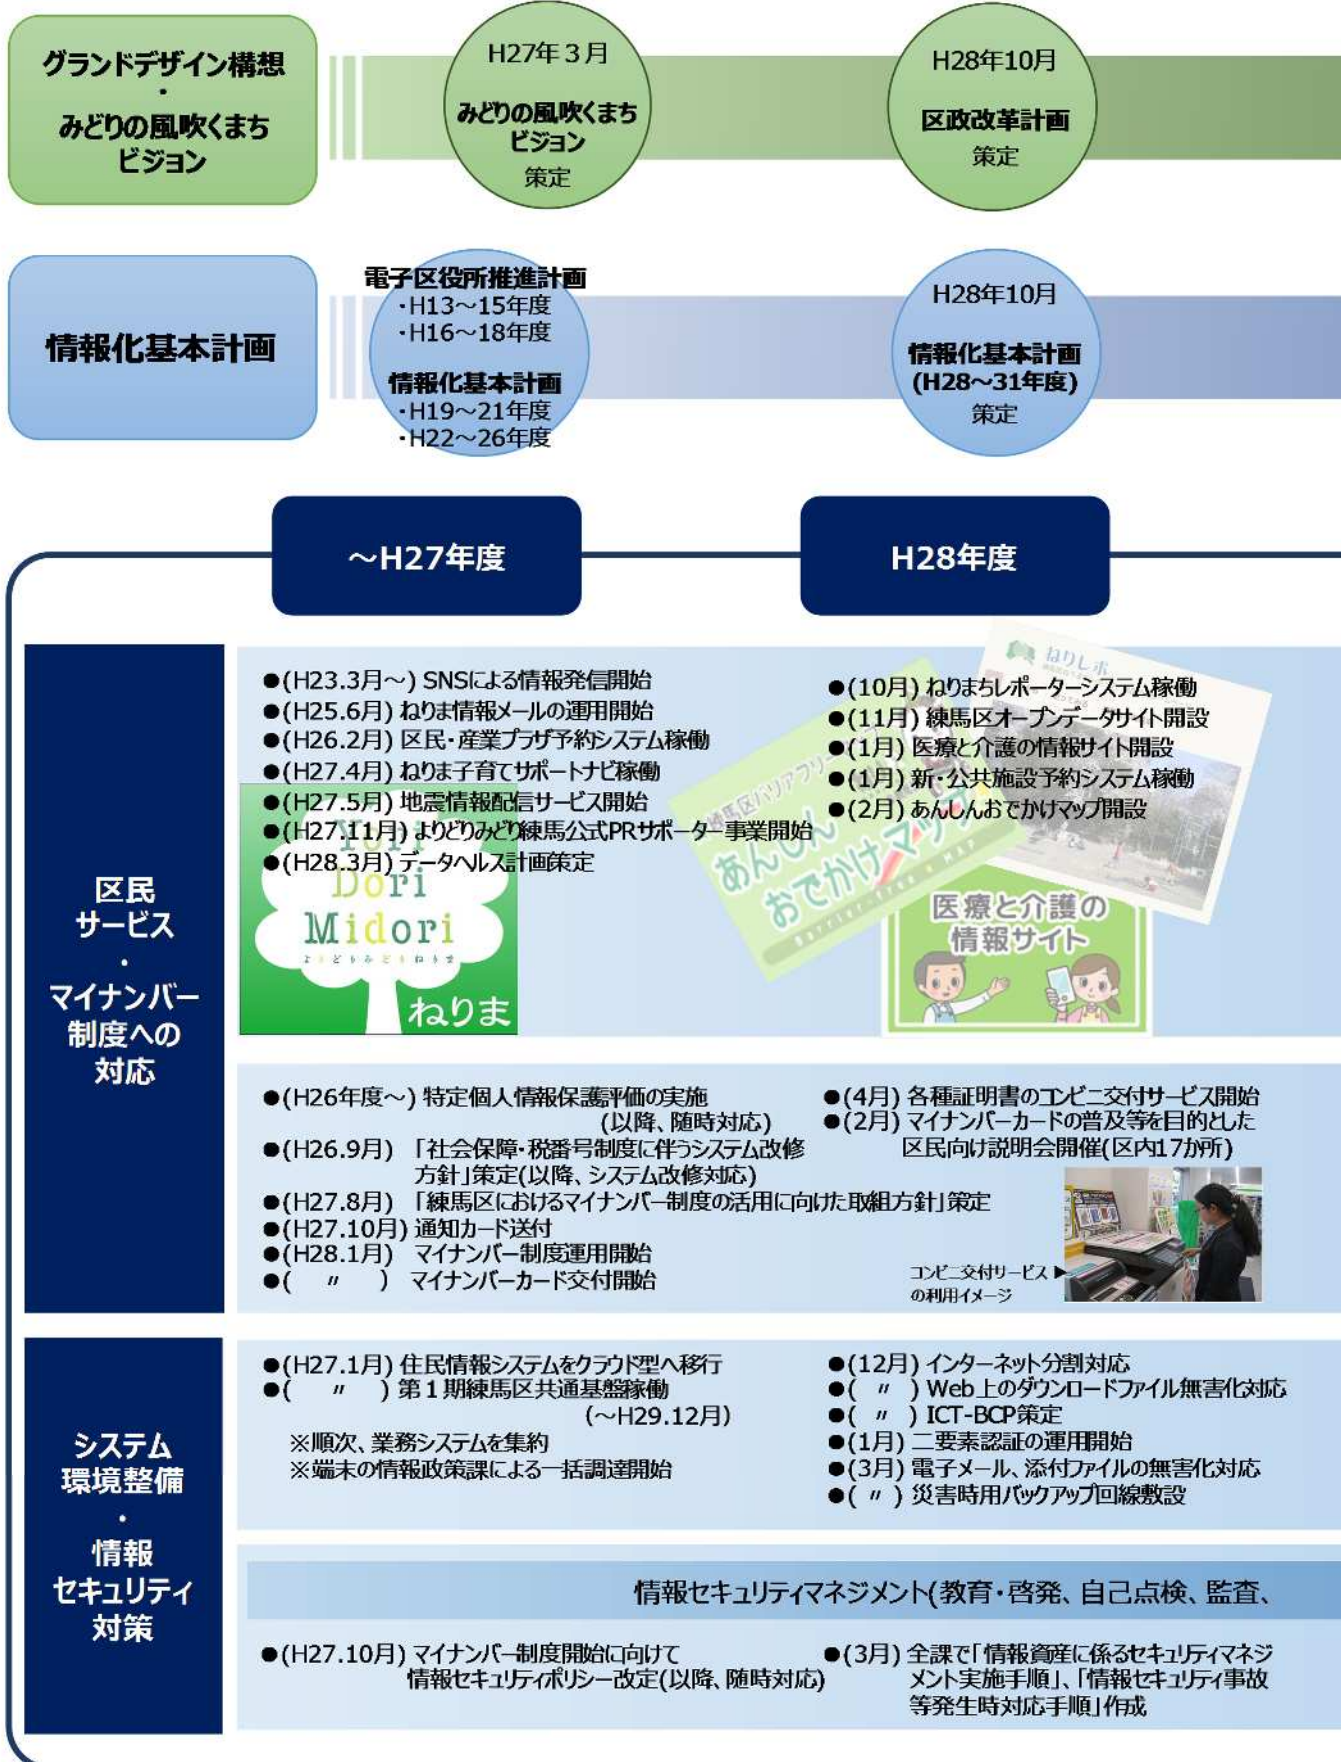 グランドデザイン構想
・
みどりの風吹くまち
ビジョン
H27年3月
みどりの風吹くまち
ビジョン
策定
H28年10月
区政改革計画
策定
情報化基本計画
電子区役所推進計画
・H13～15年度
・H16～18年度
情報化基本計画
・H19～21年度
・H22～26年度
H28年10月
情報化基本計画
(H28～31年度)
策定
～H27年度
H28年度
区民
サービス
・
マイナンバー
制度への
対応
●(H23.3月～) SNSによる情報発信開始
●(H25.6月) ねりま情報メールの運用開始
●(H26.2月) 区民・産業プラザ予約システム稼働
●(H27.4月) ねりま子育てサポートナビ稼働
●(H27.5月) 地震情報配信サービス開始
●(H27.11月) よりどりみどり練馬公式PRサポーター事業開始
●(H28.3月) データヘルス計画策定
Yori
Dori
Midori
よりどりみどりねりま
ねりま
●(10月) ねりまちレポーターシステム稼働
●(11月) 練馬区オープンデータサイト開設
●(1月) 医療と介護の情報サイト開設
●(1月) 新・公共施設予約システム稼働
●(2月) あんしんおでかけマップ開設
ねりしポ
練馬区バリアフリー
あんしん
おでかけマップ
医療と介護の
情報サイト
●(H26年度～) 特定個人情報保護評価の実施
(以降、随時対応)
●(H26.9月) 「社会保障・税番号制度に伴うシステム改修
方針」策定(以降、システム改修対応)
●(H27.8月) 「練馬区におけるマイナンバー制度の活用に向けた取組方針」策定
●(H27.10月) 通知カード送付
●(H28.1月) マイナンバー制度運用開始
●( 〃 ) マイナンバーカード交付開始
●(4月) 各種証明書のコンビニ交付サービス開始
●(2月) マイナンバーカードの普及等を目的とした
区民向け説明会開催(区内17か所)
コンビニ交付サービス ▶
の利用イメージ
システム
環境整備
・
情報
セキュリティ
対策
●(H27.1月) 住民情報システムをクラウド型へ移行
●( 〃 ) 第1期練馬区共通基盤稼働
(～H29.12月)
※順次、業務システムを集約
※端末の情報政策課による一括調達開始
●(12月) インターネット分割対応
●( 〃 ) Web上のダウンロードファイル無害化対応
●( 〃 ) ICT-BCP策定
●(1月) 二要素認証の運用開始
●(3月) 電子メール、添付ファイルの無害化対応
●( 〃 ) 災害時用バックアップ回線敷設
情報セキュリティマネジメント(教育・啓発、自己点検、監査、
●(H27.10月) マイナンバー制度開始に向けて
情報セキュリティポリシー改定(以降、随時対応)
●(3月) 全課で「情報資産に係るセキュリティマネジ
メント実施手順」、「情報セキュリティ事故
等発生時対応手順」作成